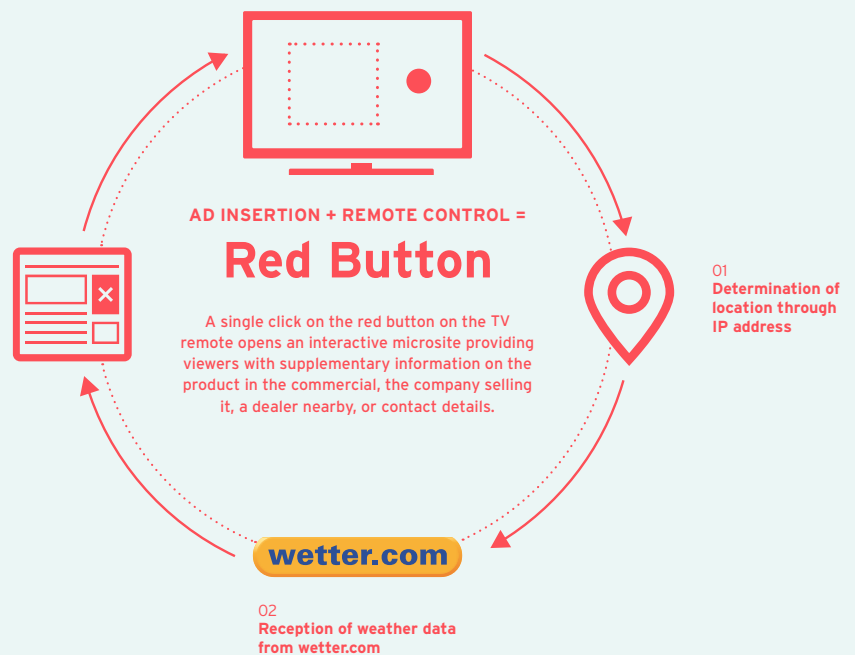 AD INSERTION + REMOTE CONTROL =
Red Button
A single click on the red button on the TV
remote opens an interactive microsite providing
viewers with supplementary information on the
product in the commercial, the company selling
it, a dealer nearby, or contact details.
01
Determination of
location through
IP address
wetter.com
02
Reception of weather data
from wetter.com